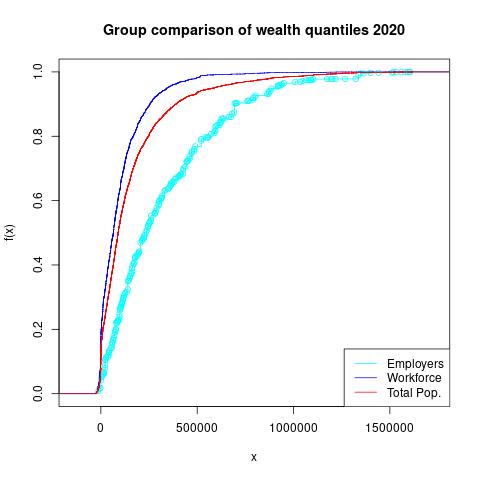 Group comparison of wealth quantiles 2020
f(x)
1.0
0.8
0.6
0.4
0.2
0.0
0
500000
1000000
1500000
x
Employers
Workforce
Total Pop.